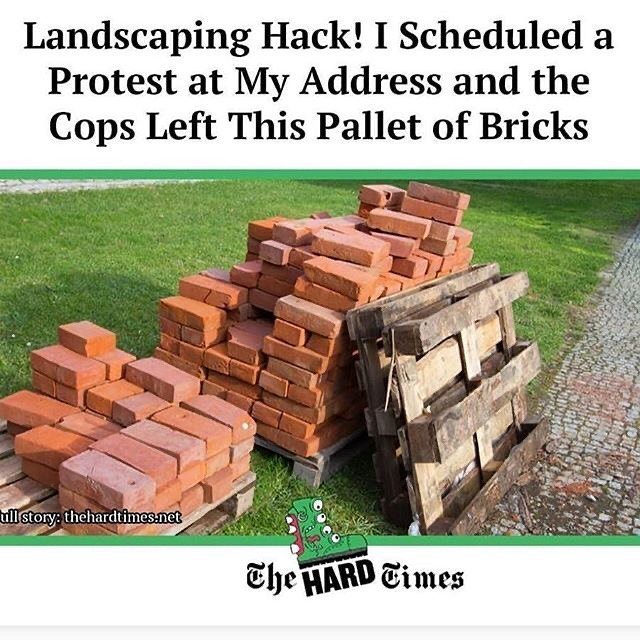 Landscaping Hack! I Scheduled a
Protest at My Address and the
Cops Left This Pallet of Bricks
ull story: thehardtimes.net
The HARD Times